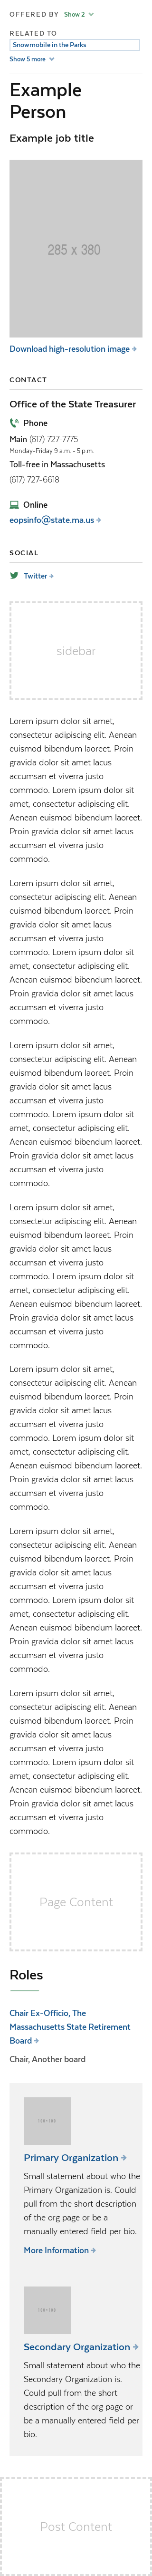 OFFERED BY Show 2
RELATED TO
Snowmobile in the Parks
Show 5 more
Example
Person
Example job title
285 x 380
Download high-resolution image
CONTACT
Office of the State Treasurer
Phone
Main (617) 727-7775
Monday-Friday 9 a.m. - 5 p.m.
Toll-free in Massachusetts
(617) 727-6618
Online
eopsinfo@state.ma.us
SOCIAL
Twitter
sidebar
Lorem ipsum dolor sit amet,
consectetur adipiscing elit. Aenean
euismod bibendum laoreet. Proin
gravida dolor sit amet lacus
accumsan et viverra justo
commodo. Lorem ipsum dolor sit
amet, consectetur adipiscing elit.
Aenean euismod bibendum laoreet.
Proin gravida dolor sit amet lacus
accumsan et viverra justo
commodo.
Lorem ipsum dolor sit amet,
consectetur adipiscing elit. Aenean
euismod bibendum laoreet. Proin
gravida dolor sit amet lacus
accumsan et viverra justo
commodo. Lorem ipsum dolor sit
amet, consectetur adipiscing elit.
Aenean euismod bibendum laoreet.
Proin gravida dolor sit amet lacus
accumsan et viverra justo
commodo.
Lorem ipsum dolor sit amet,
consectetur adipiscing elit. Aenean
euismod bibendum laoreet. Proin
gravida dolor sit amet lacus
accumsan et viverra justo
commodo. Lorem ipsum dolor sit
amet, consectetur adipiscing elit.
Aenean euismod bibendum laoreet.
Proin gravida dolor sit amet lacus
accumsan et viverra justo
commodo.
Lorem ipsum dolor sit amet,
consectetur adipiscing elit. Aenean
euismod bibendum laoreet. Proin
gravida dolor sit amet lacus
accumsan et viverra justo
commodo. Lorem ipsum dolor sit
amet, consectetur adipiscing elit.
Aenean euismod bibendum laoreet.
Proin gravida dolor sit amet lacus
accumsan et viverra justo
commodo.
Lorem ipsum dolor sit amet,
consectetur adipiscing elit. Aenean
euismod bibendum laoreet. Proin
gravida dolor sit amet lacus
accumsan et viverra justo
commodo. Lorem ipsum dolor sit
amet, consectetur adipiscing elit.
Aenean euismod bibendum laoreet.
Proin gravida dolor sit amet lacus
accumsan et viverra justo
commodo.
Lorem ipsum dolor sit amet,
consectetur adipiscing elit. Aenean
euismod bibendum laoreet. Proin
gravida dolor sit amet lacus
accumsan et viverra justo
commodo. Lorem ipsum dolor sit
amet, consectetur adipiscing elit.
Aenean euismod bibendum laoreet.
Proin gravida dolor sit amet lacus
accumsan et viverra justo
commodo.
Lorem ipsum dolor sit amet,
consectetur adipiscing elit. Aenean
euismod bibendum laoreet. Proin
gravida dolor sit amet lacus
accumsan et viverra justo
commodo. Lorem ipsum dolor sit
amet, consectetur adipiscing elit.
Aenean euismod bibendum laoreet.
Proin gravida dolor sit amet lacus
accumsan et viverra justo
commodo.
Page Content
Roles
Chair Ex-Officio, The
Massachusetts State Retirement
Board
Chair, Another board
Primary Organization
Small statement about who the
Primary Organization is. Could
pull from the short description
of the org page or be a
manually entered field per bio.
More Information
Secondary Organization
Small statement about who the
Secondary Organization is.
Could pull from the short
description of the org page or
be a manually entered field per
bio.
Post Content